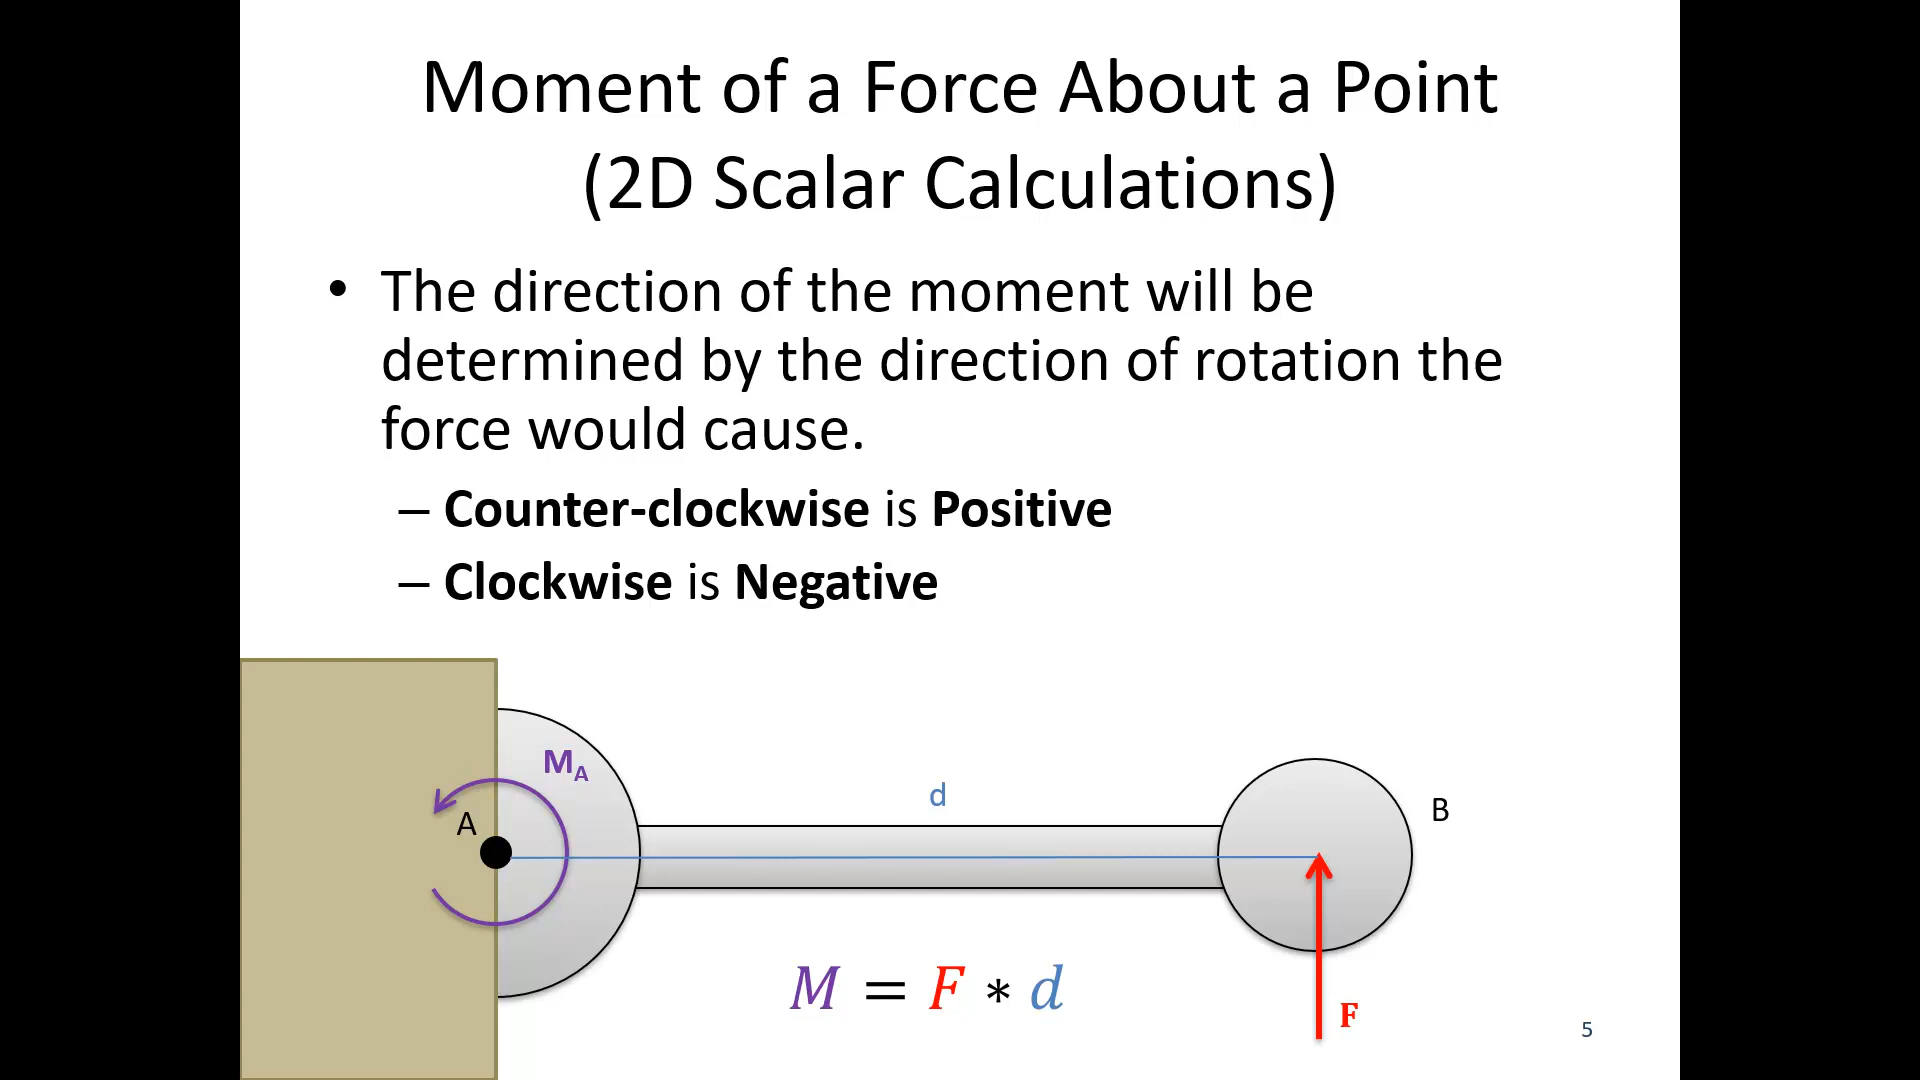 Moment of a Force About a Point
(2D Scalar Calculations)
• The direction of the moment will be
determined by the direction of rotation the
force would cause.
– Counter-clockwise is Positive
– Clockwise is Negative
M_A
A
d
B
M = F * d
F
5